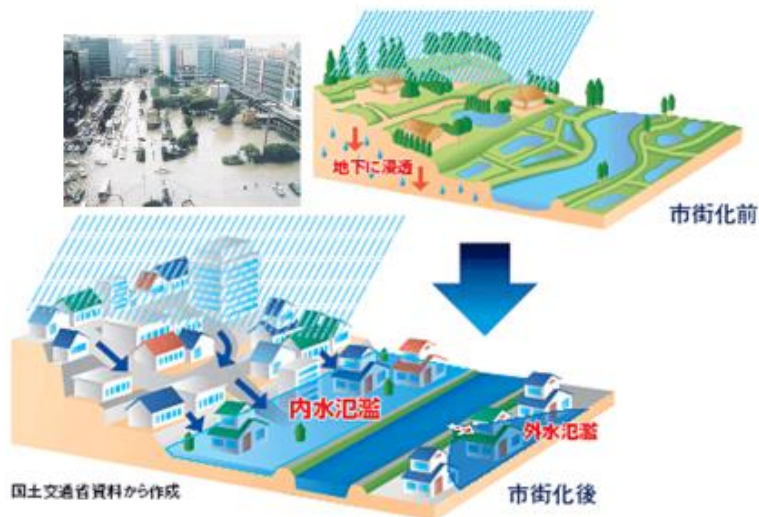 地下に浸透
市街化前
内水氾濫
外水氾濫
国土交通省資料から作成
市街化後